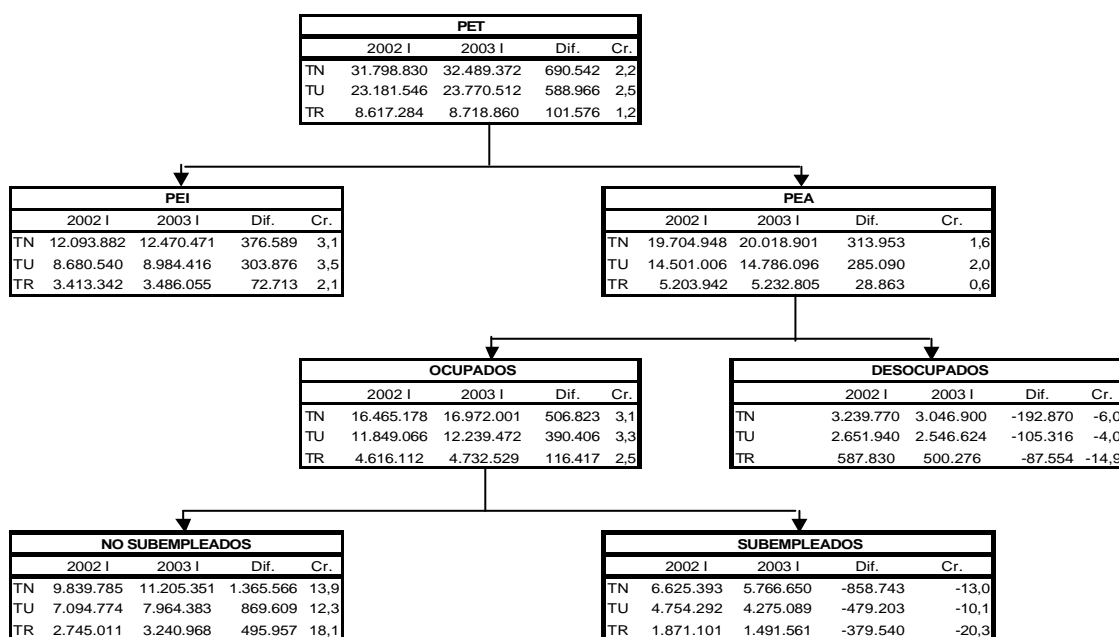 PET
2002 I 2003 I Dif. Cr.
TN 31.798.830 32.489.372 690.542 2,2
TU 23.181.546 23.770.512 588.966 2,5
TR 8.617.284 8.718.860 101.576 1,2
PEI
2002 I 2003 I Dif. Cr.
TN 12.093.882 12.470.471 376.589 3,1
TU 8.680.540 8.984.416 303.876 3,5
TR 3.413.342 3.486.055 72.713 2,1
PEA
2002 I 2003 I Dif. Cr.
TN 19.704.948 20.018.901 313.953 1,6
TU 14.501.006 14.786.096 285.090 2,0
TR 5.203.942 5.232.805 28.863 0,6
OCUPADOS
2002 I 2003 I Dif. Cr.
TN 16.465.178 16.972.001 506.823 3,1
TU 11.849.066 12.239.472 390.406 3,3
TR 4.616.112 4.732.529 116.417 2,5
DESOCUPADOS
2002 I 2003 I Dif. Cr.
TN 3.239.770 3.046.900 -192.870 -6,0
TU 2.651.940 2.546.624 -105.316 -4,0
TR 587.830 500.276 -87.554 -14,9
NO SUBEMPLEADOS
2002 I 2003 I Dif. Cr.
TN 9.839.785 11.205.351 1.365.566 13,9
TU 7.094.774 7.964.383 869.609 12,3
TR 2.745.011 3.240.968 495.957 18,1
SUBEMPLEADOS
2002 I 2003 I Dif. Cr.
TN 6.625.393 5.766.650 -858.743 -13,0
TU 4.754.292 4.275.089 -479.203 -10,1
TR 1.871.101 1.491.561 -379.540 -20,3